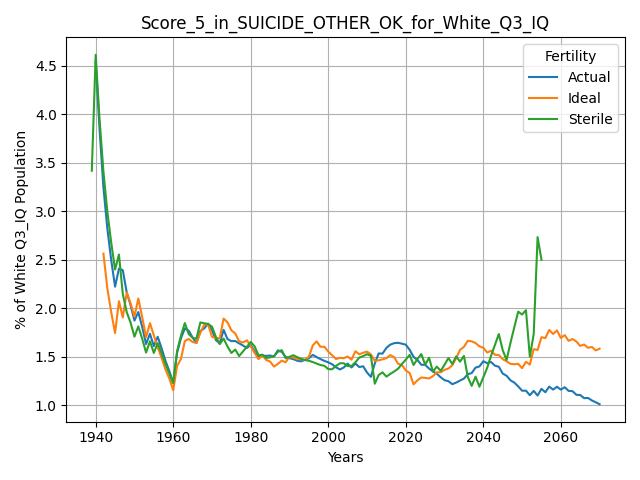 Score_5_in_SUICIDE_OTHER_OK_for_White_Q3_IQ
Fertility
Actual
Ideal
Sterile
% of White Q3_IQ Population
4.5
4.0
3.5
3.0
2.5
2.0
1.5
1.0
1940 1960 1980 2000 2020 2040 2060
Years